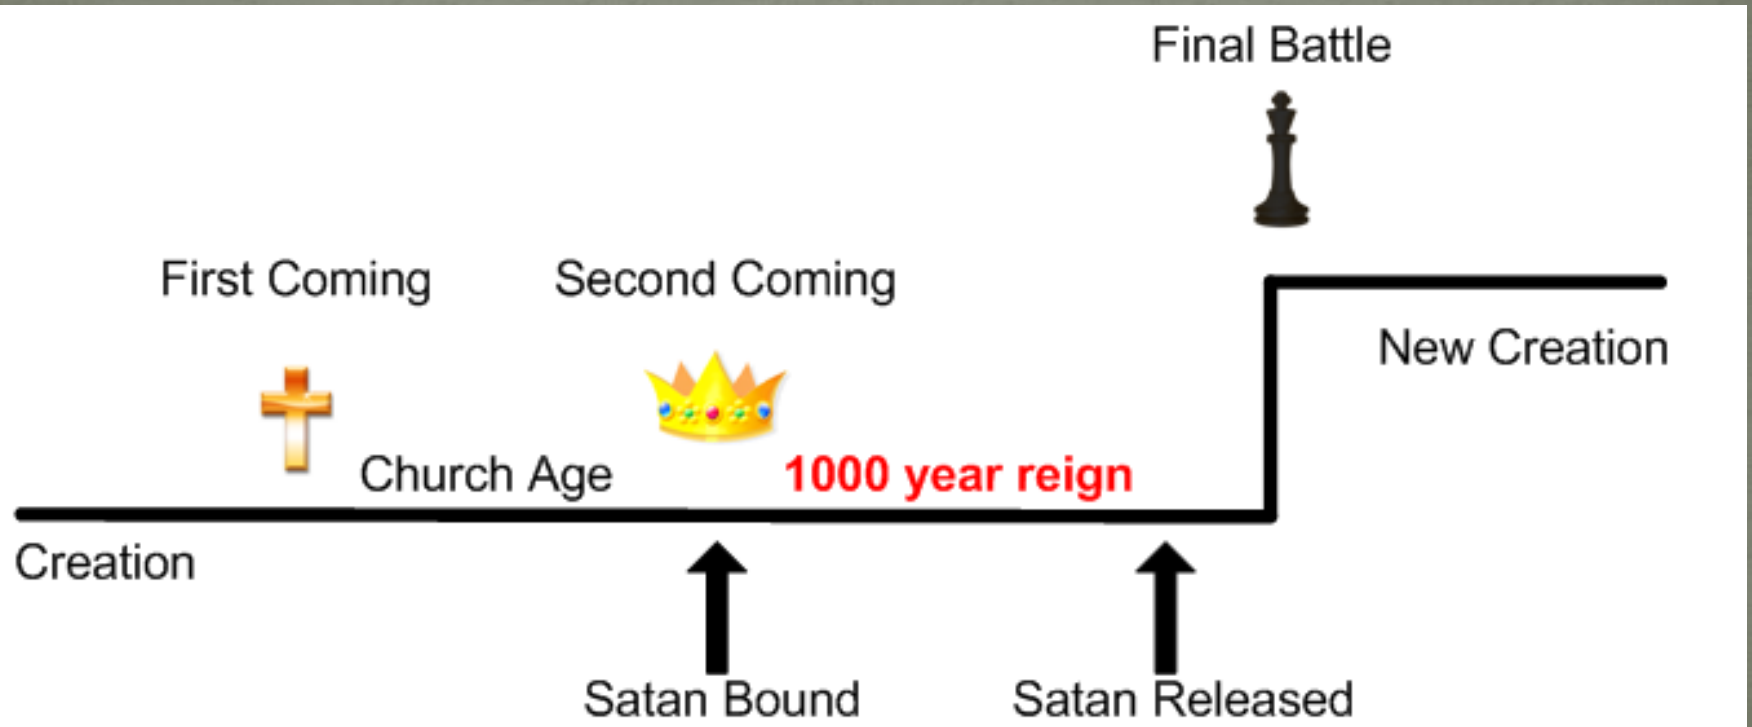 Final Battle
First Coming
Second Coming
New Creation
Church Age
1000 year reign
Creation
Satan Bound
Satan Released